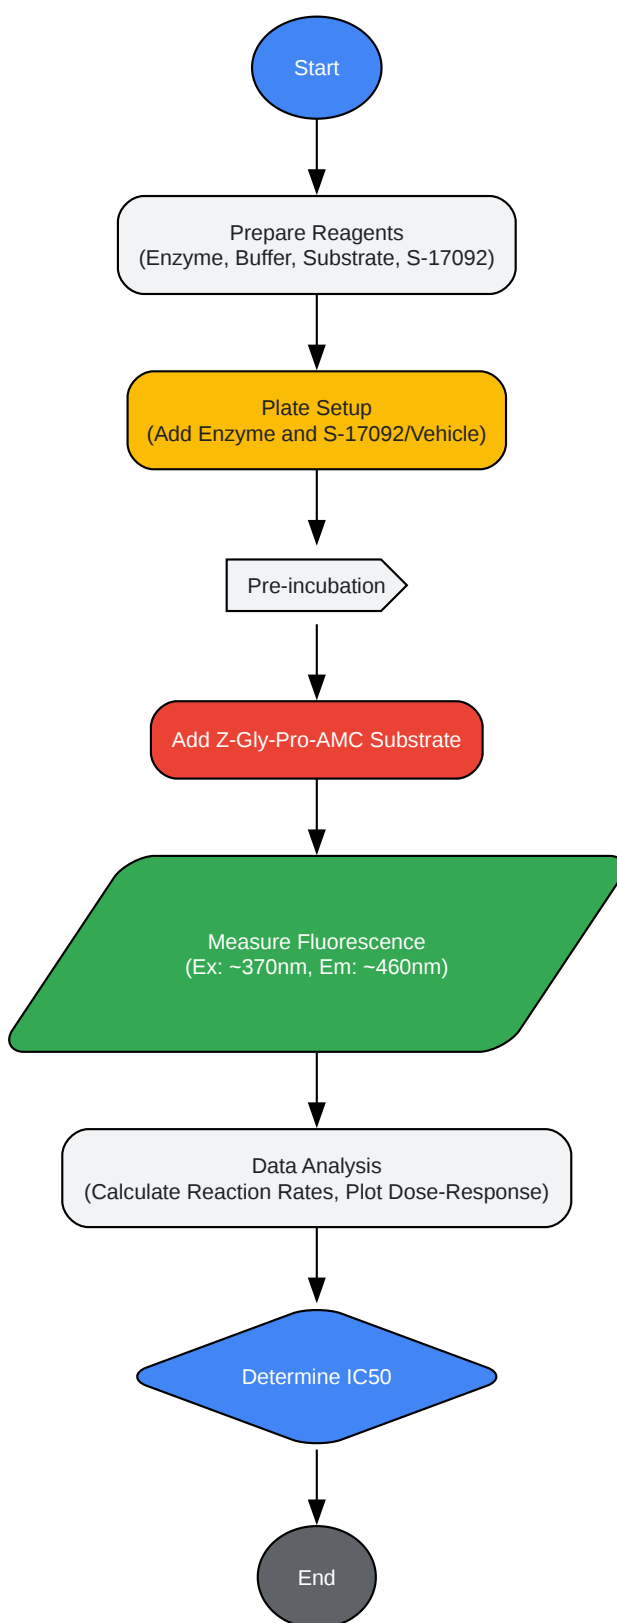 Start
Prepare Reagents
(Enzyme, Buffer, Substrate, S-17092)
Plate Setup
(Add Enzyme and S-17092/Vehicle)
Pre-incubation
Add Z-Gly-Pro-AMC Substrate
Measure Fluorescence
(Ex: ~370nm, Em: ~460nm)
Data Analysis
(Calculate Reaction Rates, Plot Dose-Response)
Determine IC50
End